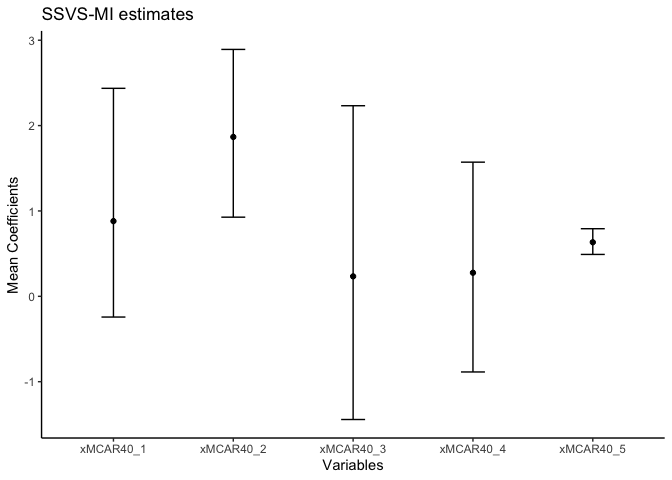 SSVS-MI estimates
Mean Coefficients
3
2
1
0
-1
xMCAR40_1 xMCAR40_2 xMCAR40_3 xMCAR40_4 xMCAR40_5
Variables